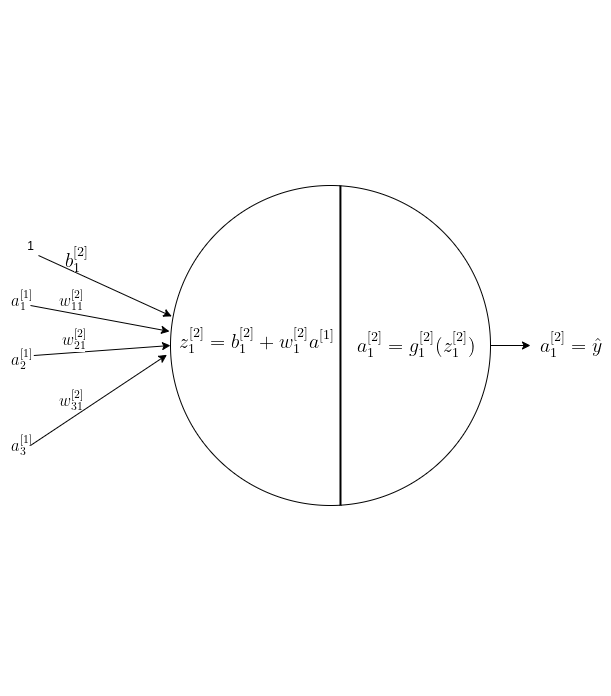 1
b_1^{[2]}
a_1^{[1]} w_{11}^{[2]}
w_{21}^{[2]}
a_2^{[1]}
z_1^{[2]} = b_1^{[2]} + w_1^{[2]} a^{[1]}
a_1^{[2]} = g_1^{[2]}(z_1^{[2]})
a_1^{[2]} = ŷ
w_{31}^{[2]}
a_3^{[1]}